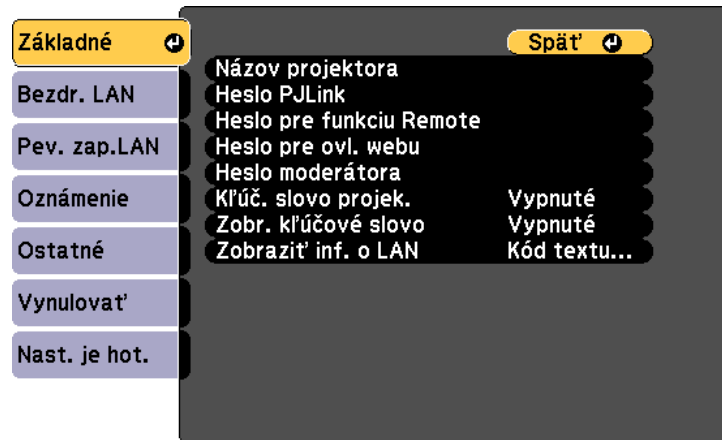 Základné
Bezdr. LAN
Pev. zap.LAN
Oznámenie
Ostatné
Vynulovať
Nast. je hot.
Späť
Názov projektora
Heslo PJLink
Heslo pre funkciu Remote
Heslo pre ovl. webu
Heslo moderátora
Kľúč. slovo projek. Vypnuté
Zobr. kľúčové slovo Vypnuté
Zobraziť inf. o LAN Kód textu...